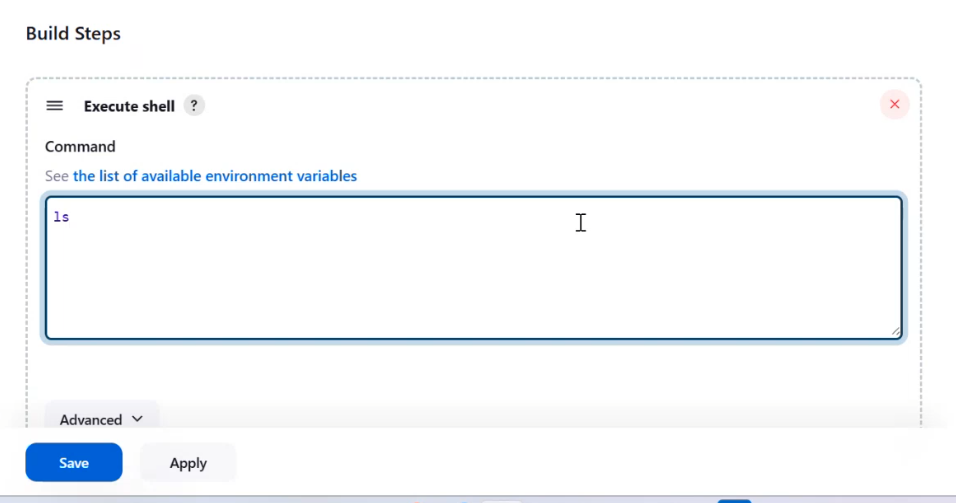 Build Steps
Execute shell ?
Command
See the list of available environment variables
ls
Advanced
Save
Apply